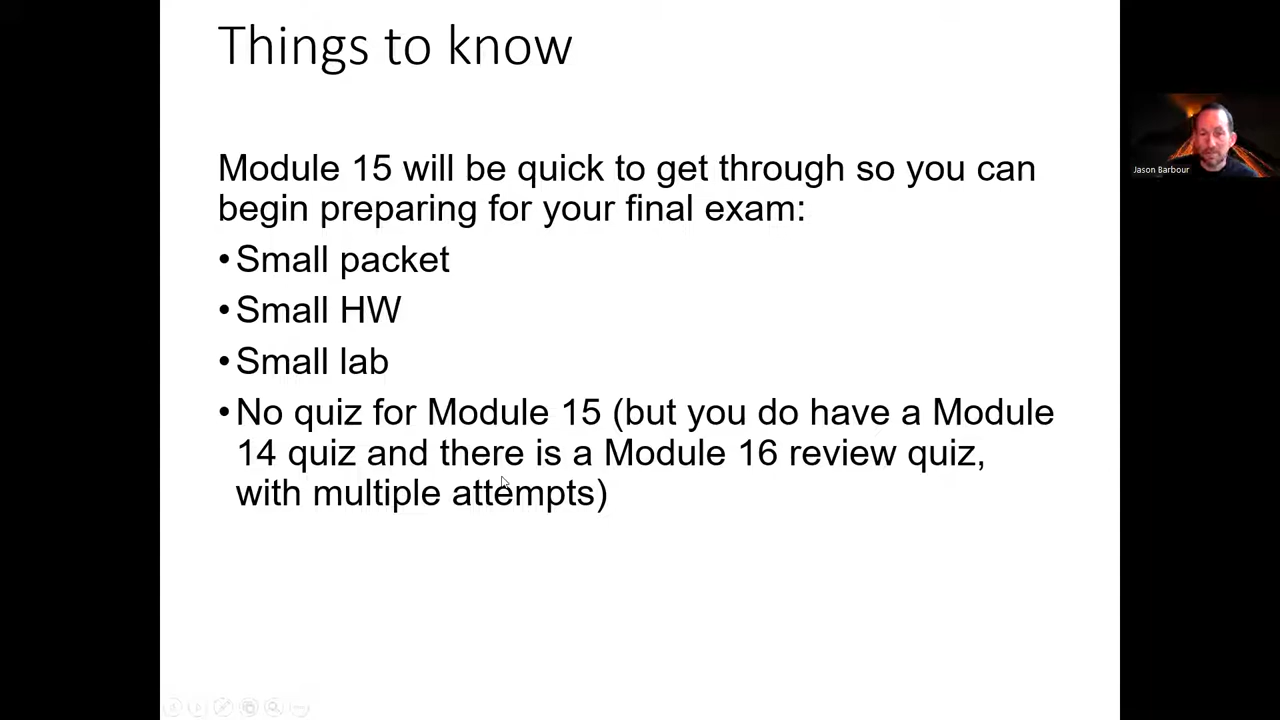 Things to know
Module 15 will be quick to get through so you can
begin preparing for your final exam:
•Small packet
•Small HW
•Small lab
•No quiz for Module 15 (but you do have a Module
14 quiz and there is a Module 16 review quiz,
with multiple attempts)
Jason Barbour